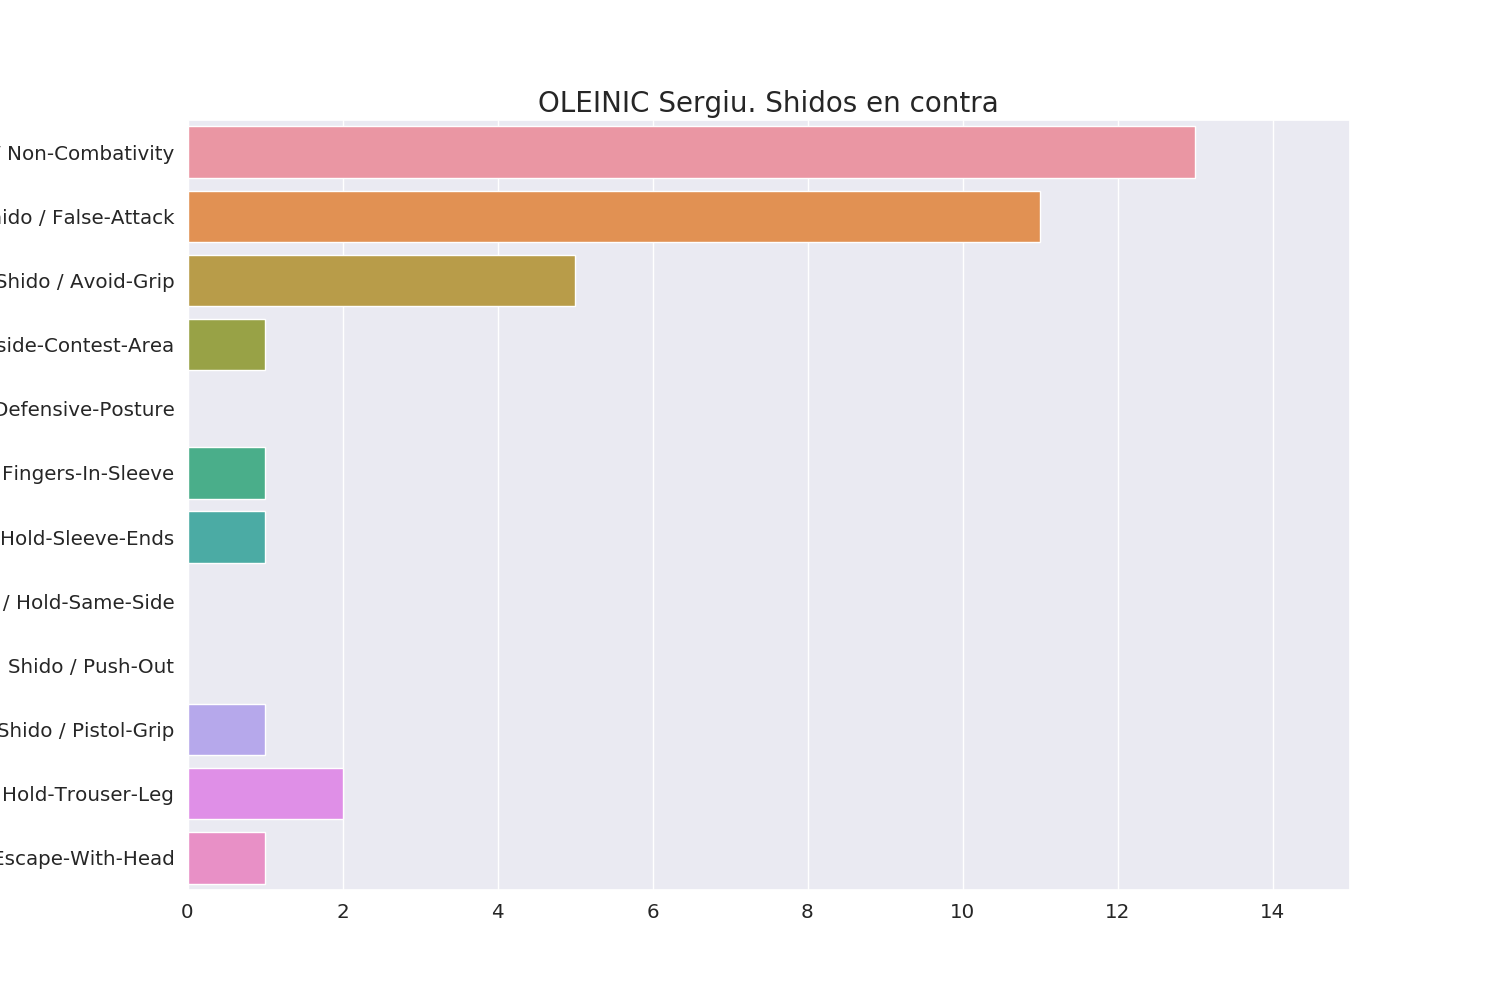 OLEINIC Sergiu. Shidos en contra
/ Non-Combativity
ido / False-Attack
Shido / Avoid-Grip
side-Contest-Area
Defensive-Posture
Fingers-In-Sleeve
Hold-Sleeve-Ends
/ Hold-Same-Side
Shido / Push-Out
Shido / Pistol-Grip
Hold-Trouser-Leg
Escape-With-Head
0 2 4 6 8 10 12 14